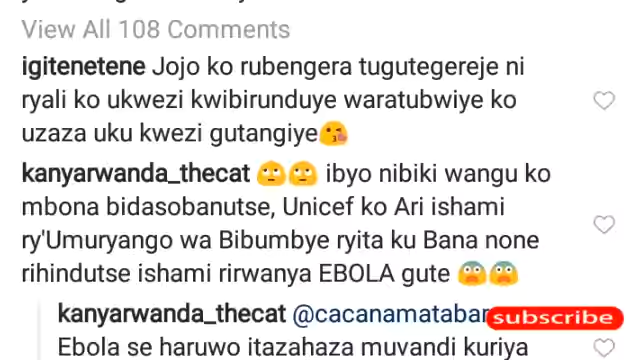 View All 108 Comments
igitenetene Jojo ko rubengera tugutegereje ni
ryali ko ukwezi kwibirunduye waratubwiye ko
uzaza uku kwezi gutangiye😘
kanyarwanda_thecat 🙄🙄 ibyo nibiki wangu ko
mbona bidasobanutse, Unicef ko Ari ishami
ry'Umuryango wa Bibumbye ryita ku Bana none
rihindutse ishami rirwanya EBOLA gute 😨😨
kanyarwanda_thecat
subscribe
Ebola se haruwo itazahaza muvandi kuriya